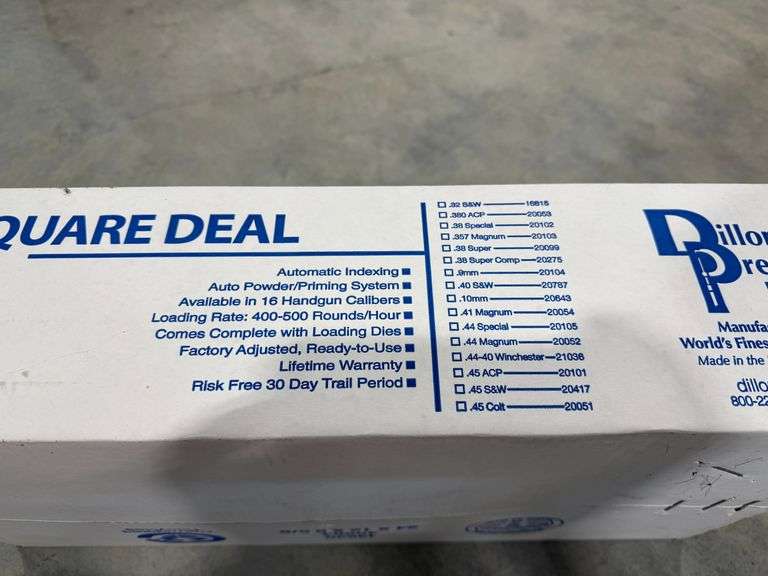 QUARE DEAL
Automatic Indexing ■
Auto Powder/Priming System ■
Available in 16 Handgun Calibers ■
Loading Rate: 400-500 Rounds/Hour ■
Comes Complete with Loading Dies ■
Factory Adjusted, Ready-to-Use ■
Lifetime Warranty ■
Risk Free 30 Day Trail Period ■
☐ .32 S&W 16815
☐ .380 ACP 20053
☐ .38 Special 20102
☐ .357 Magnum 20103
☐ .38 Super 20099
☐ .38 Super Comp 20275
☐ .9mm 20104
☐ .40 S&W 20767
☐ .10mm 20643
☐ .41 Magnum 20054
☐ .44 Special 20105
☐ .44 Magnum 20052
☐ .44-40 Winchester 21036
☐ .45 ACP 20101
☐ .45 S&W 20417
☐ .45 Colt 20051
Dillon
Pre
Manufa
World's Fines
Made in the
dillo
800-22